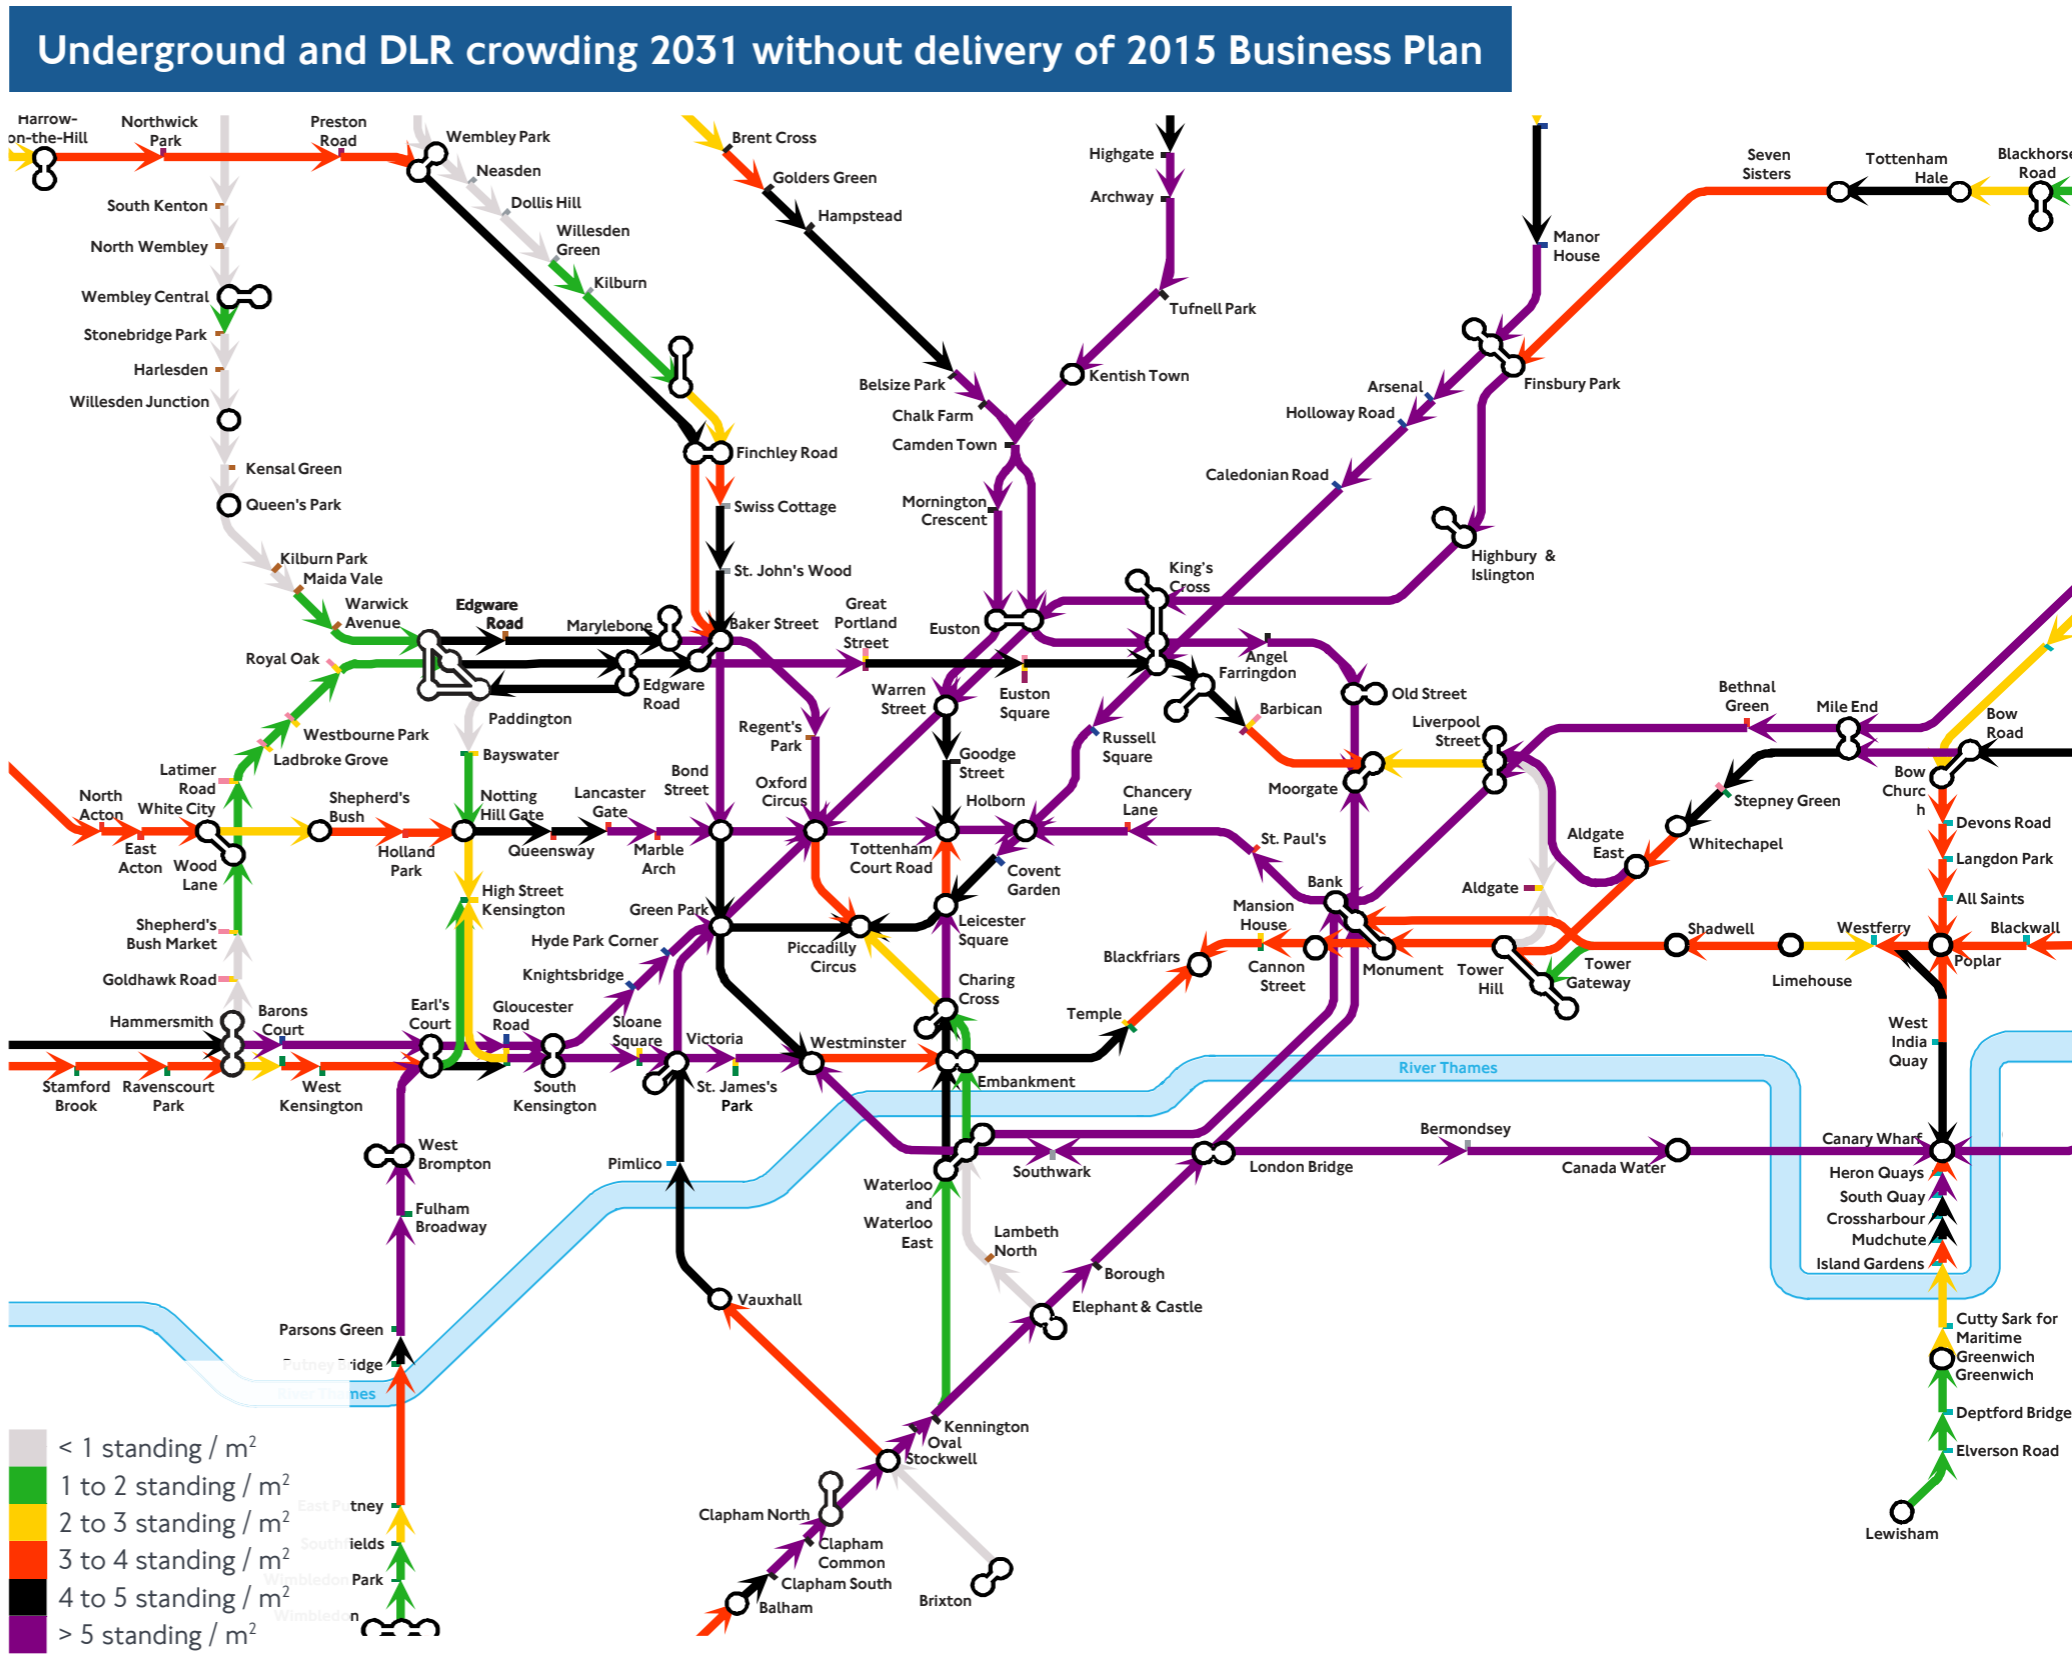 Underground and DLR crowding 2031 without delivery of 2015 Business Plan
Harrow-
on-the-Hill
Northwick
Park
Preston
Road
Wembley Park
Neasden
Dollis Hill
Willesden
Green
Kilburn
South Kenton
North Wembley
Wembley Central
Stonebridge Park
Harlesden
Willesden Junction
Kensal Green
Queen's Park
Kilburn Park
Maida Vale
Warwick
Avenue
Royal Oak
Edgware
Road
Marylebone
Baker Street
Finchley Road
Swiss Cottage
St. John's Wood
Brent Cross
Golders Green
Hampstead
Belsize Park
Chalk Farm
Camden Town
Mornington
Crescent
Highgate
Archway
Tufnell Park
Kentish Town
Manor
House
Finsbury Park
Arsenal
Holloway Road
Caledonian Road
Highbury &
Islington
Seven
Sisters
Tottenham
Hale
Blackhorse
Road
King's
Cross
Euston
Great
Portland
Street
Edgware
Road
Paddington
Bayswater
Westbourne Park
Ladbroke Grove
Latimer
Road
White City
North
Acton
East
Acton
Wood
Lane
Shepherd's
Bush
Holland
Park
Notting
Hill Gate
Queensway
Lancaster
Gate
Marble
Arch
Bond
Street
Regent's
Park
Oxford
Circus
Warren
Street
Euston
Square
Goodge
Street
Holborn
Tottenham
Court Road
Russell
Square
Angel
Farringdon
Barbican
Old Street
Moorgate
Liverpool
Street
Chancery
Lane
St. Paul's
Covent
Garden
Leicester
Square
Bethnal
Green
Mile End
Bow
Road
Bow
Churc
h
Stepney Green
Whitechapel
Aldgate
East
Aldgate
Devons Road
Langdon Park
All Saints
Shepherd's
Bush Market
Goldhawk Road
Hammersmith
Barons
Court
Earl's
Court
High Street
Kensington
Gloucester
Road
Hyde Park Corner
Knightsbridge
Green Park
Piccadilly
Circus
Charing
Cross
Bank
Mansion
House
Blackfriars
Temple
Cannon
Street
Monument
Tower
Hill
Tower
Gateway
Shadwell
Limehouse
Westferry
Poplar
Blackwall
Stamford
Brook
Ravenscourt
Park
West
Kensington
South
Kensington
Sloane
Square
Victoria
St. James's
Park
Westminster
Embankment
River Thames
West
India
Quay
Canary Wharf
Heron Quays
South Quay
Crossharbour
Mudchute
Island Gardens
Cutty Sark for
Maritime
Greenwich
Greenwich
Deptford Bridge
Elverson Road
Lewisham
West
Brompton
Fulham
Broadway
Parsons Green
Putney Bridge
River Thames
East Putney
Southfields
Wimbledon Park
Wimbledon
Pimlico
Vauxhall
Waterloo
and
Waterloo
East
Southwark
Lambeth
North
London Bridge
Bermondsey
Canada Water
Borough
Elephant & Castle
Kennington
Oval
Stockwell
Clapham North
Clapham
Common
Clapham South
Balham
Brixton
< 1 standing / m²
1 to 2 standing / m²
2 to 3 standing / m²
3 to 4 standing / m²
4 to 5 standing / m²
> 5 standing / m²